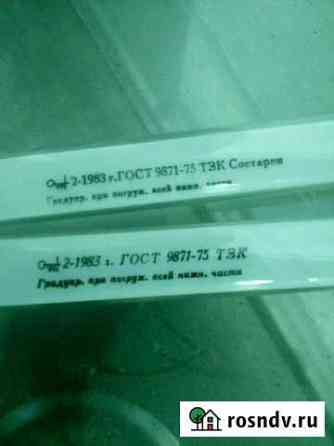 2-1983 г. ГОСТ 9871-75 ТЗК Состарен
Градуир. при погруж. всей нижн. части
2-1983 г. ГОСТ 9871-75 ТЗК
Градуир. при погруж. всей нижн. части
rosndv.ru